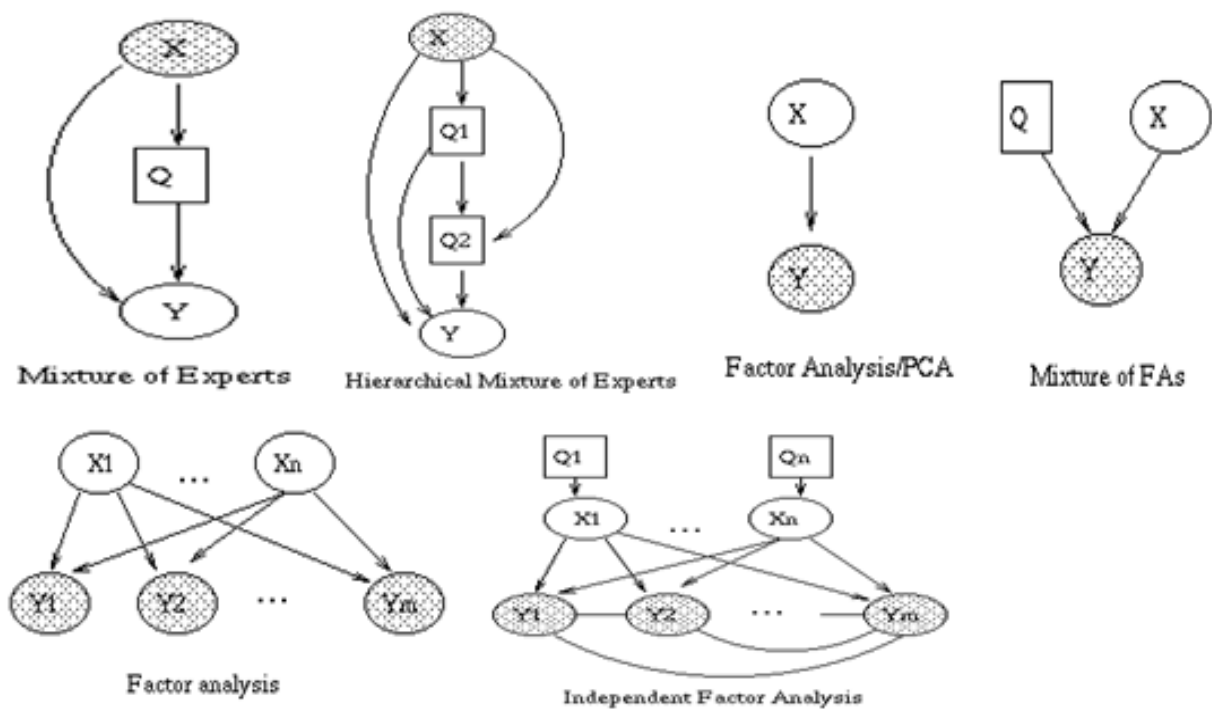 X
Q
Y
Mixture of Experts
X
Q1
Q2
Y
Hierarchical Mixture of Experts
X
Y
Factor Analysis/PCA
Q
X
Y
Mixture of FAs
X1
...
Xn
Y1
Y2
...
Ym
Factor analysis
Q1
Qn
X1
...
Xn
Y1
Y2
...
Ym
Independent Factor Analysis